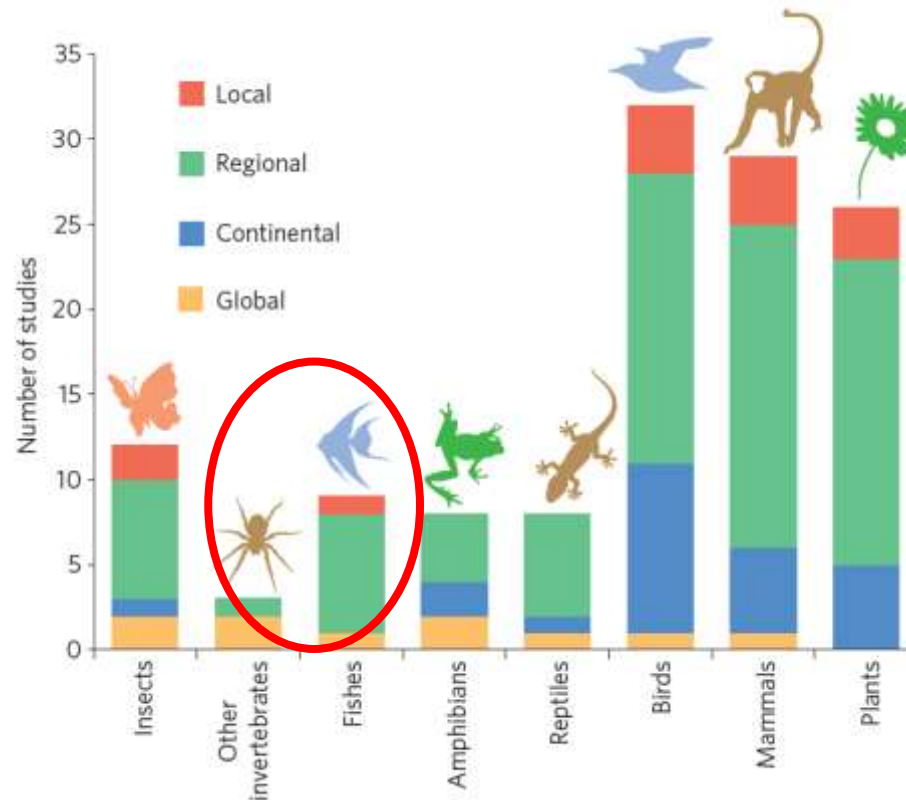 35
30
25
20
15
10
5
0
Number of studies
Local
Regional
Continental
Global
Insects
Other
invertebrates
Fishes
Amphibians
Reptiles
Birds
Mammals
Plants